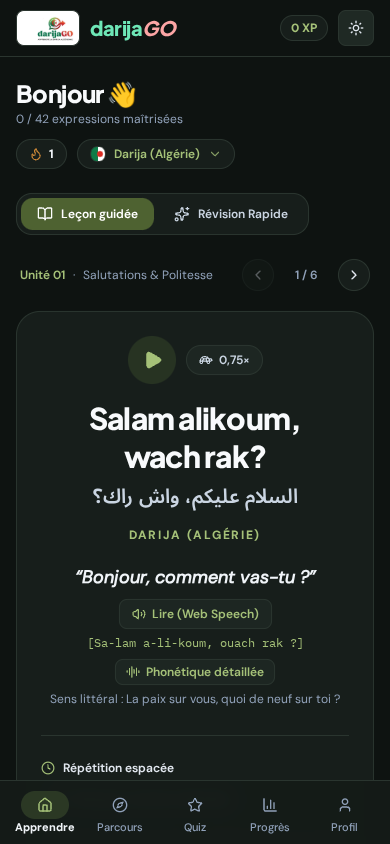 darijaGO
darijaGO
0 XP
Bonjour 👋
0 / 42 expressions maîtrisées
1
Darija (Algérie)
Leçon guidée
Révision Rapide
Unité 01 · Salutations & Politesse
1 / 6
0,75×
Salam alikoum,
wach rak?
السلام عليكم، واش راك؟
DARIJA (ALGÉRIE)
“Bonjour, comment vas-tu ?”
Lire (Web Speech)
[Sa-lam a-li-koum, ouach rak ?]
Phonétique détaillée
Sens littéral : La paix sur vous, quoi de neuf sur toi ?
Répétition espacée
Apprendre
Parcours
Quiz
Progrès
Profil